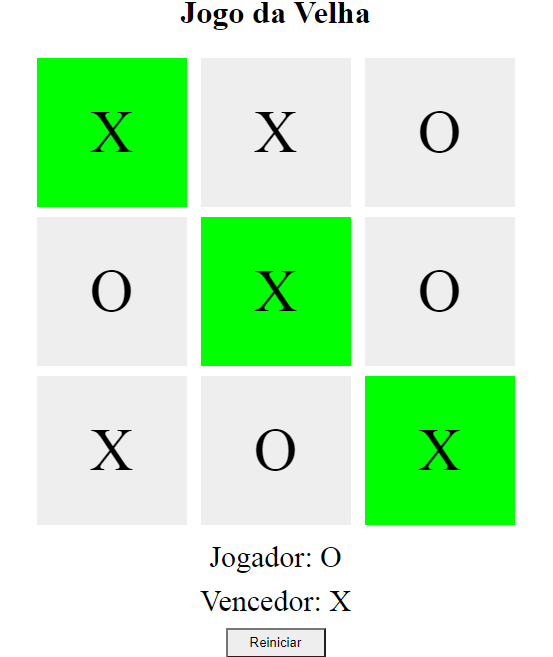 Jogo da Velha
X X O
O X O
X O X
Jogador: O
Vencedor: X
Reiniciar